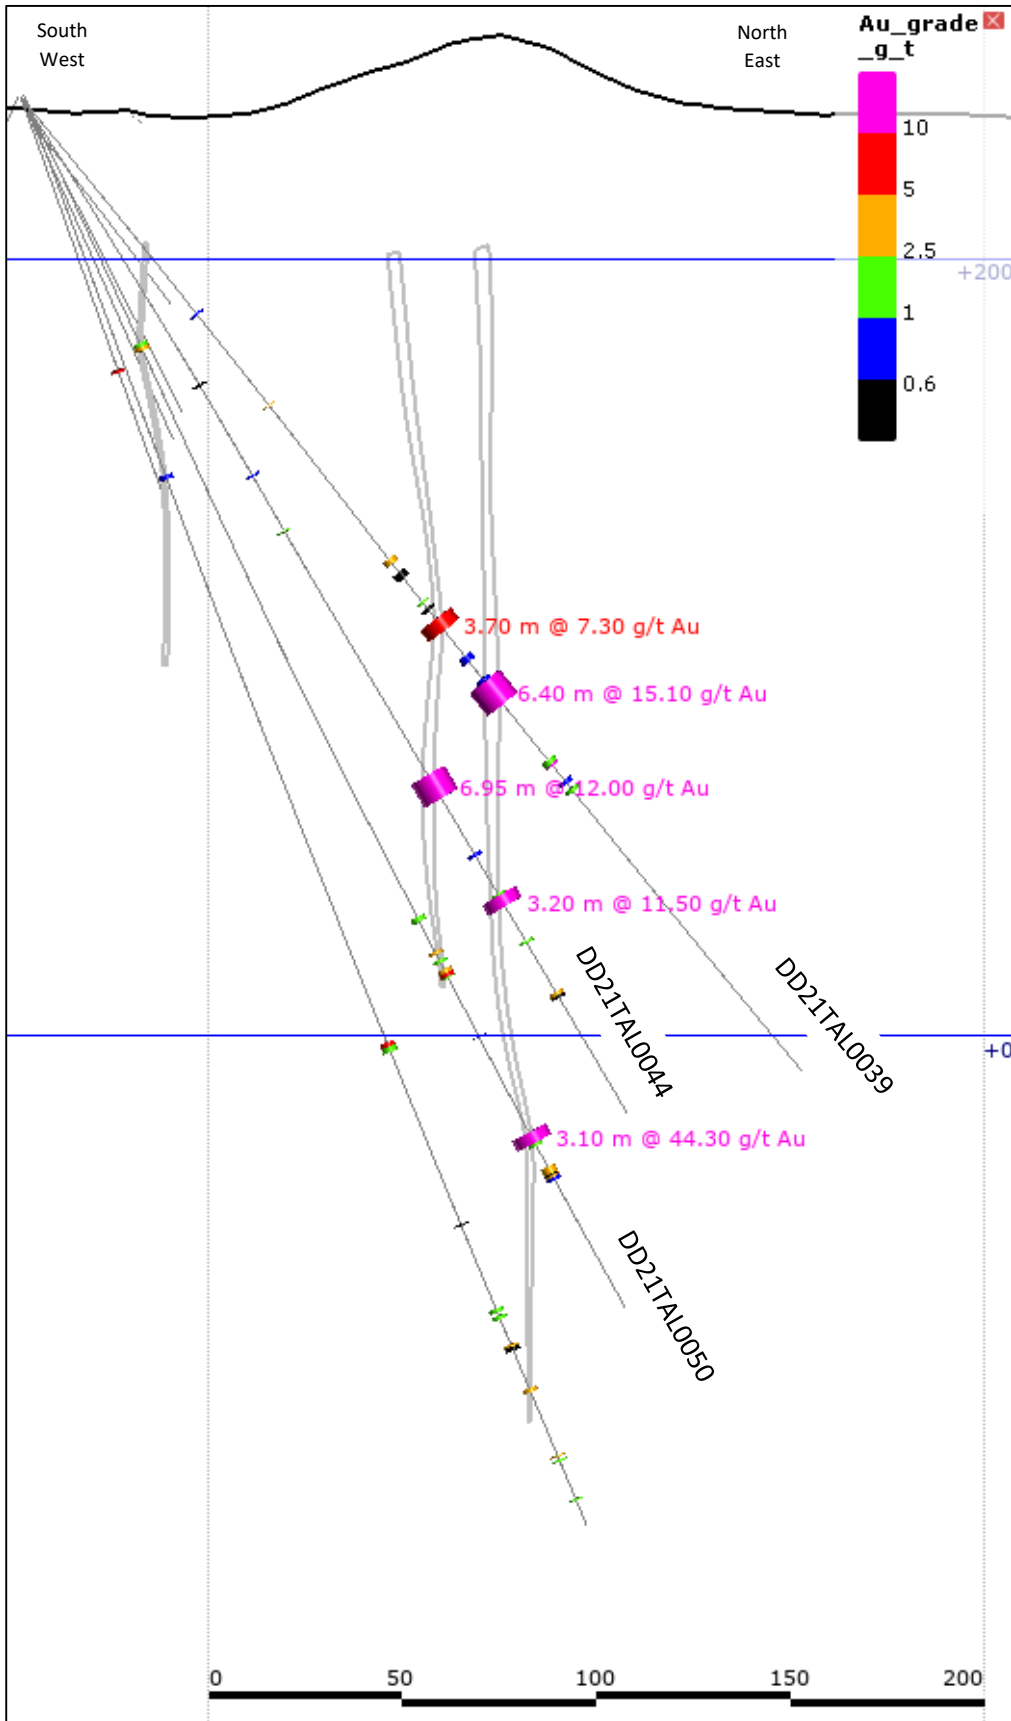 South
West
North
East
Au_grade
_g_t
10
5
2.5
1
0.6
+200
3.70 m @ 7.30 g/t Au
6.40 m @ 15.10 g/t Au
6.95 m @ 12.00 g/t Au
3.20 m @ 11.50 g/t Au
DD21TAL0044
DD21TAL0039
+0
3.10 m @ 44.30 g/t Au
DD21TAL0050
0 50 100 150 200